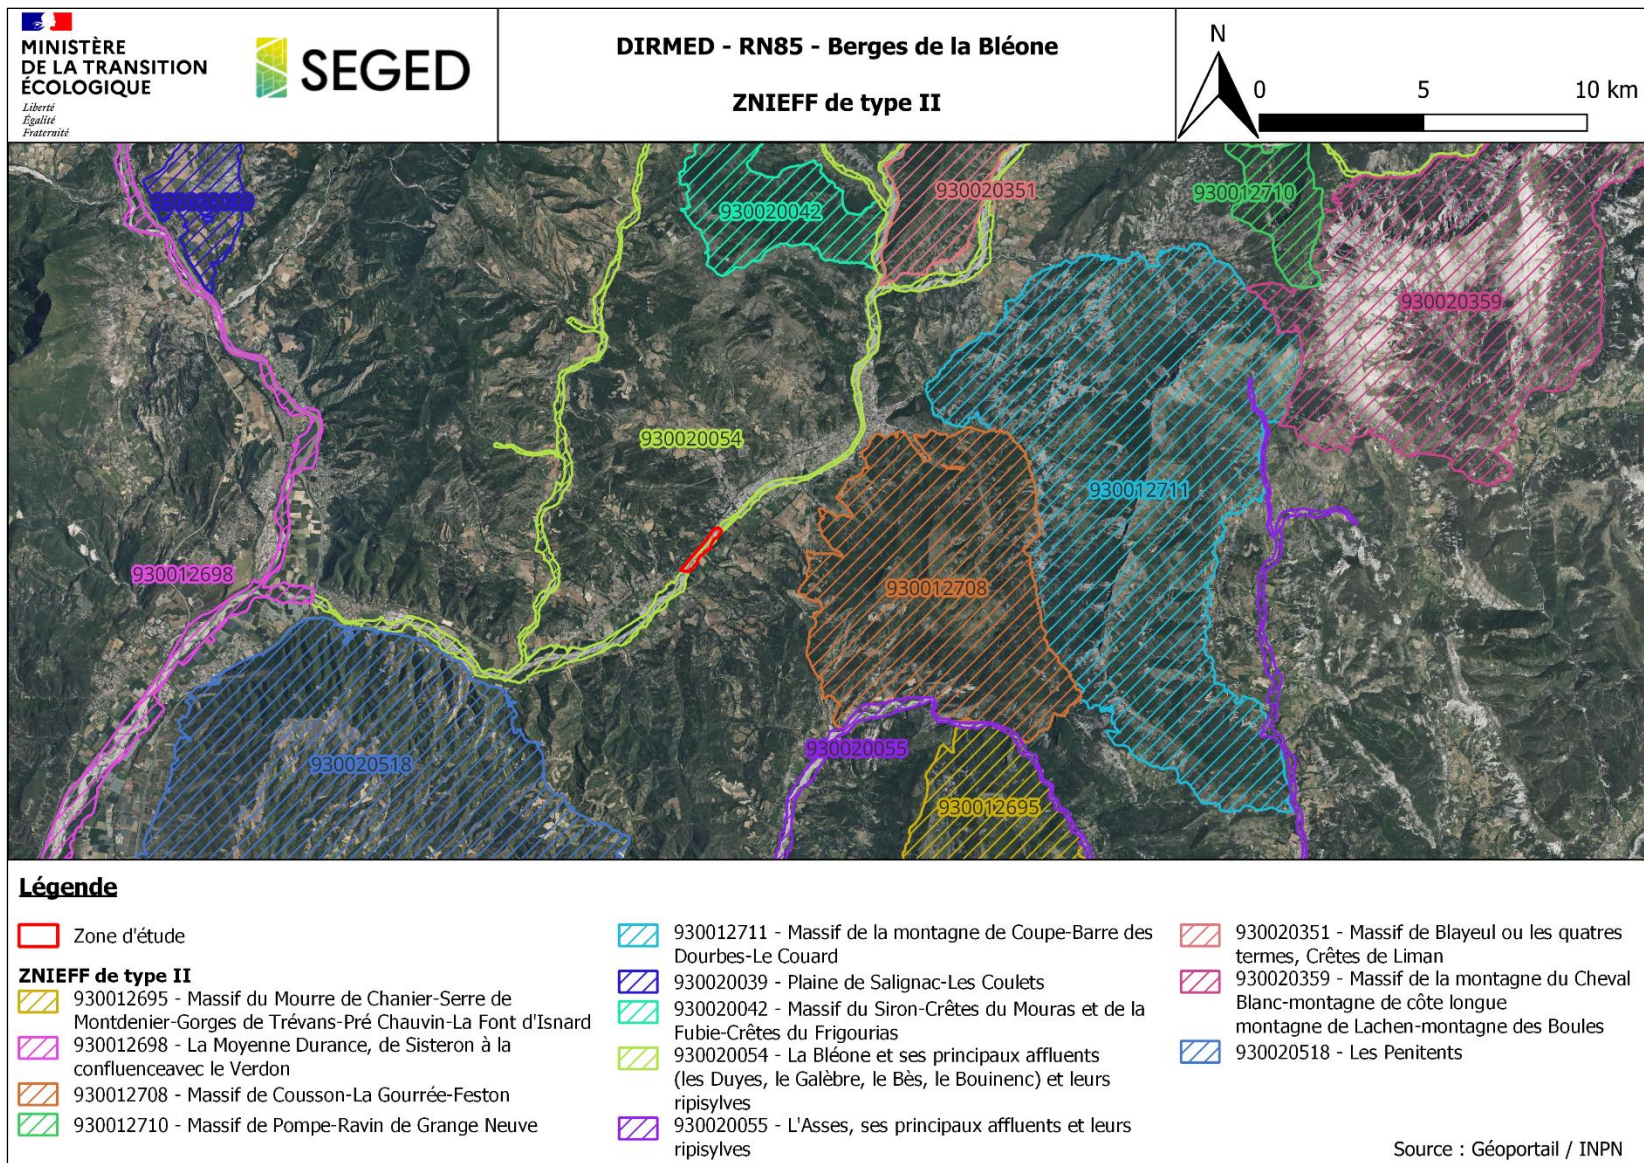 MINISTÈRE
DE LA TRANSITION
ÉCOLOGIQUE
Liberté
Égalité
Fraternité
SEGED
DIRMED - RN85 - Berges de la Bléone
ZNIEFF de type II
N
0 5 10 km
930020039
930020042
930020351
930012710
930020359
930020054
930012711
930012698
930012708
930020518
930020055
930012695
Légende
Zone d'étude
ZNIEFF de type II
930012695 - Massif du Mourre de Chanier-Serre de
Montdenier-Gorges de Trévans-Pré Chauvin-La Font d'Isnard
930012698 - La Moyenne Durance, de Sisteron à la
confluenceavec le Verdon
930012708 - Massif de Cousson-La Gourrée-Feston
930012710 - Massif de Pompe-Ravin de Grange Neuve
930012711 - Massif de la montagne de Coupe-Barre des
Dourbes-Le Couard
930020039 - Plaine de Salignac-Les Coulets
930020042 - Massif du Siron-Crêtes du Mouras et de la
Fubie-Crêtes du Frigourias
930020054 - La Bléone et ses principaux affluents
(les Duyes, le Galèbre, le Bès, le Bouinenc) et leurs
ripisylves
930020055 - L'Asses, ses principaux affluents et leurs
ripisylves
930020351 - Massif de Blayeul ou les quatres
termes, Crêtes de Liman
930020359 - Massif de la montagne du Cheval
Blanc-montagne de côte longue
montagne de Lachen-montagne des Boules
930020518 - Les Penitents
Source : Géoportail / INPN